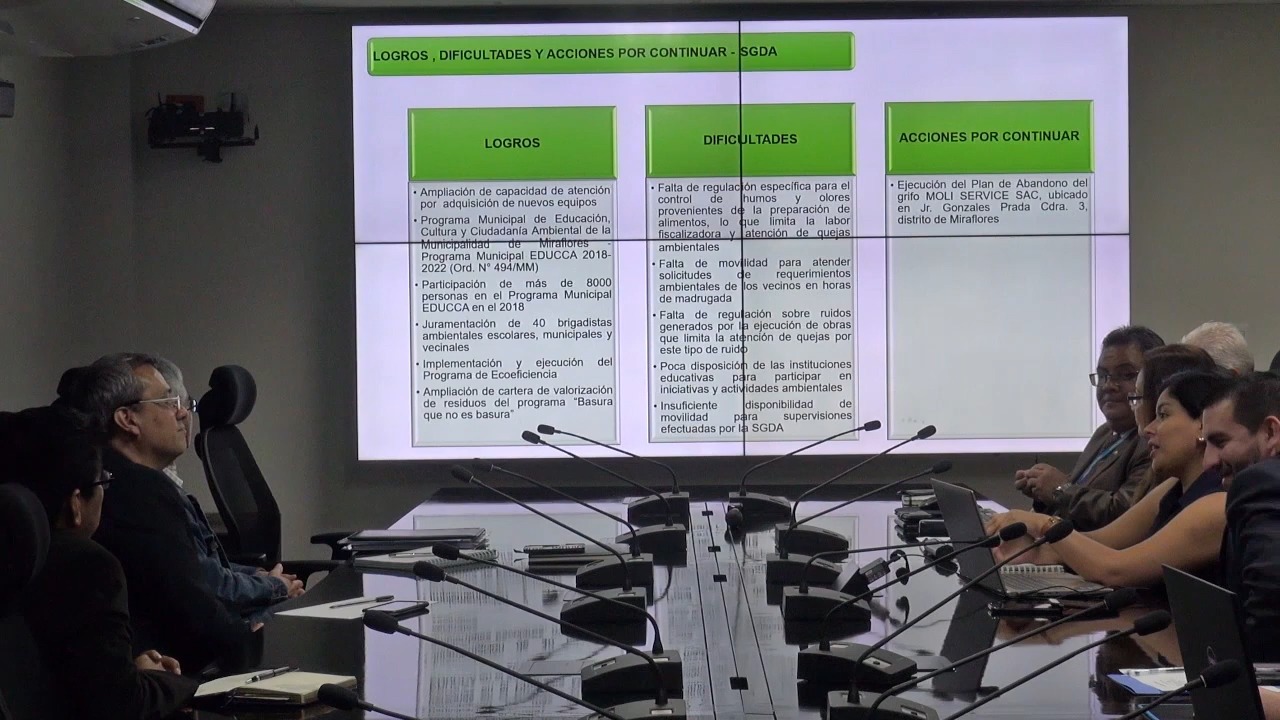 LOGROS , DIFICULTADES Y ACCIONES POR CONTINUAR - SGDA
LOGROS
• Ampliación de capacidad de atención
por adquisición de nuevos equipos
• Programa Municipal de Educación,
Cultura y Ciudadanía Ambiental de la
Municipalidad de Miraflores -
Programa Municipal EDUCCA 2018-
2022 (Ord. N° 494/MM)
• Participación de más de 8000
personas en el Programa Municipal
EDUCCA en el 2018
• Juramentación de 40 brigadistas
ambientales escolares, municipales y
vecinales
• Implementación y ejecución del
Programa de Ecoeficiencia
• Ampliación de cartera de valorización
de residuos del programa “Basura
que no es basura”
DIFICULTADES
• Falta de regulación específica para el
control de humos y olores
provenientes de la preparación de
alimentos, lo que limita la labor
fiscalizadora y atención de quejas
ambientales
• Falta de movilidad para atender
solicitudes de requerimientos
ambientales de los vecinos en horas
de madrugada
• Falta de regulación sobre ruidos
generados por la ejecución de obras
que limita la atención de quejas por
este tipo de ruido
• Poca disposición de las instituciones
educativas para participar en
iniciativas y actividades ambientales
• Insuficiente disponibilidad de
movilidad para supervisiones
efectuadas por la SGDA
ACCIONES POR CONTINUAR
• Ejecución del Plan de Abandono del
grifo MOLI SERVICE SAC, ubicado
en Jr. Gonzales Prada Cdra. 3,
distrito de Miraflores